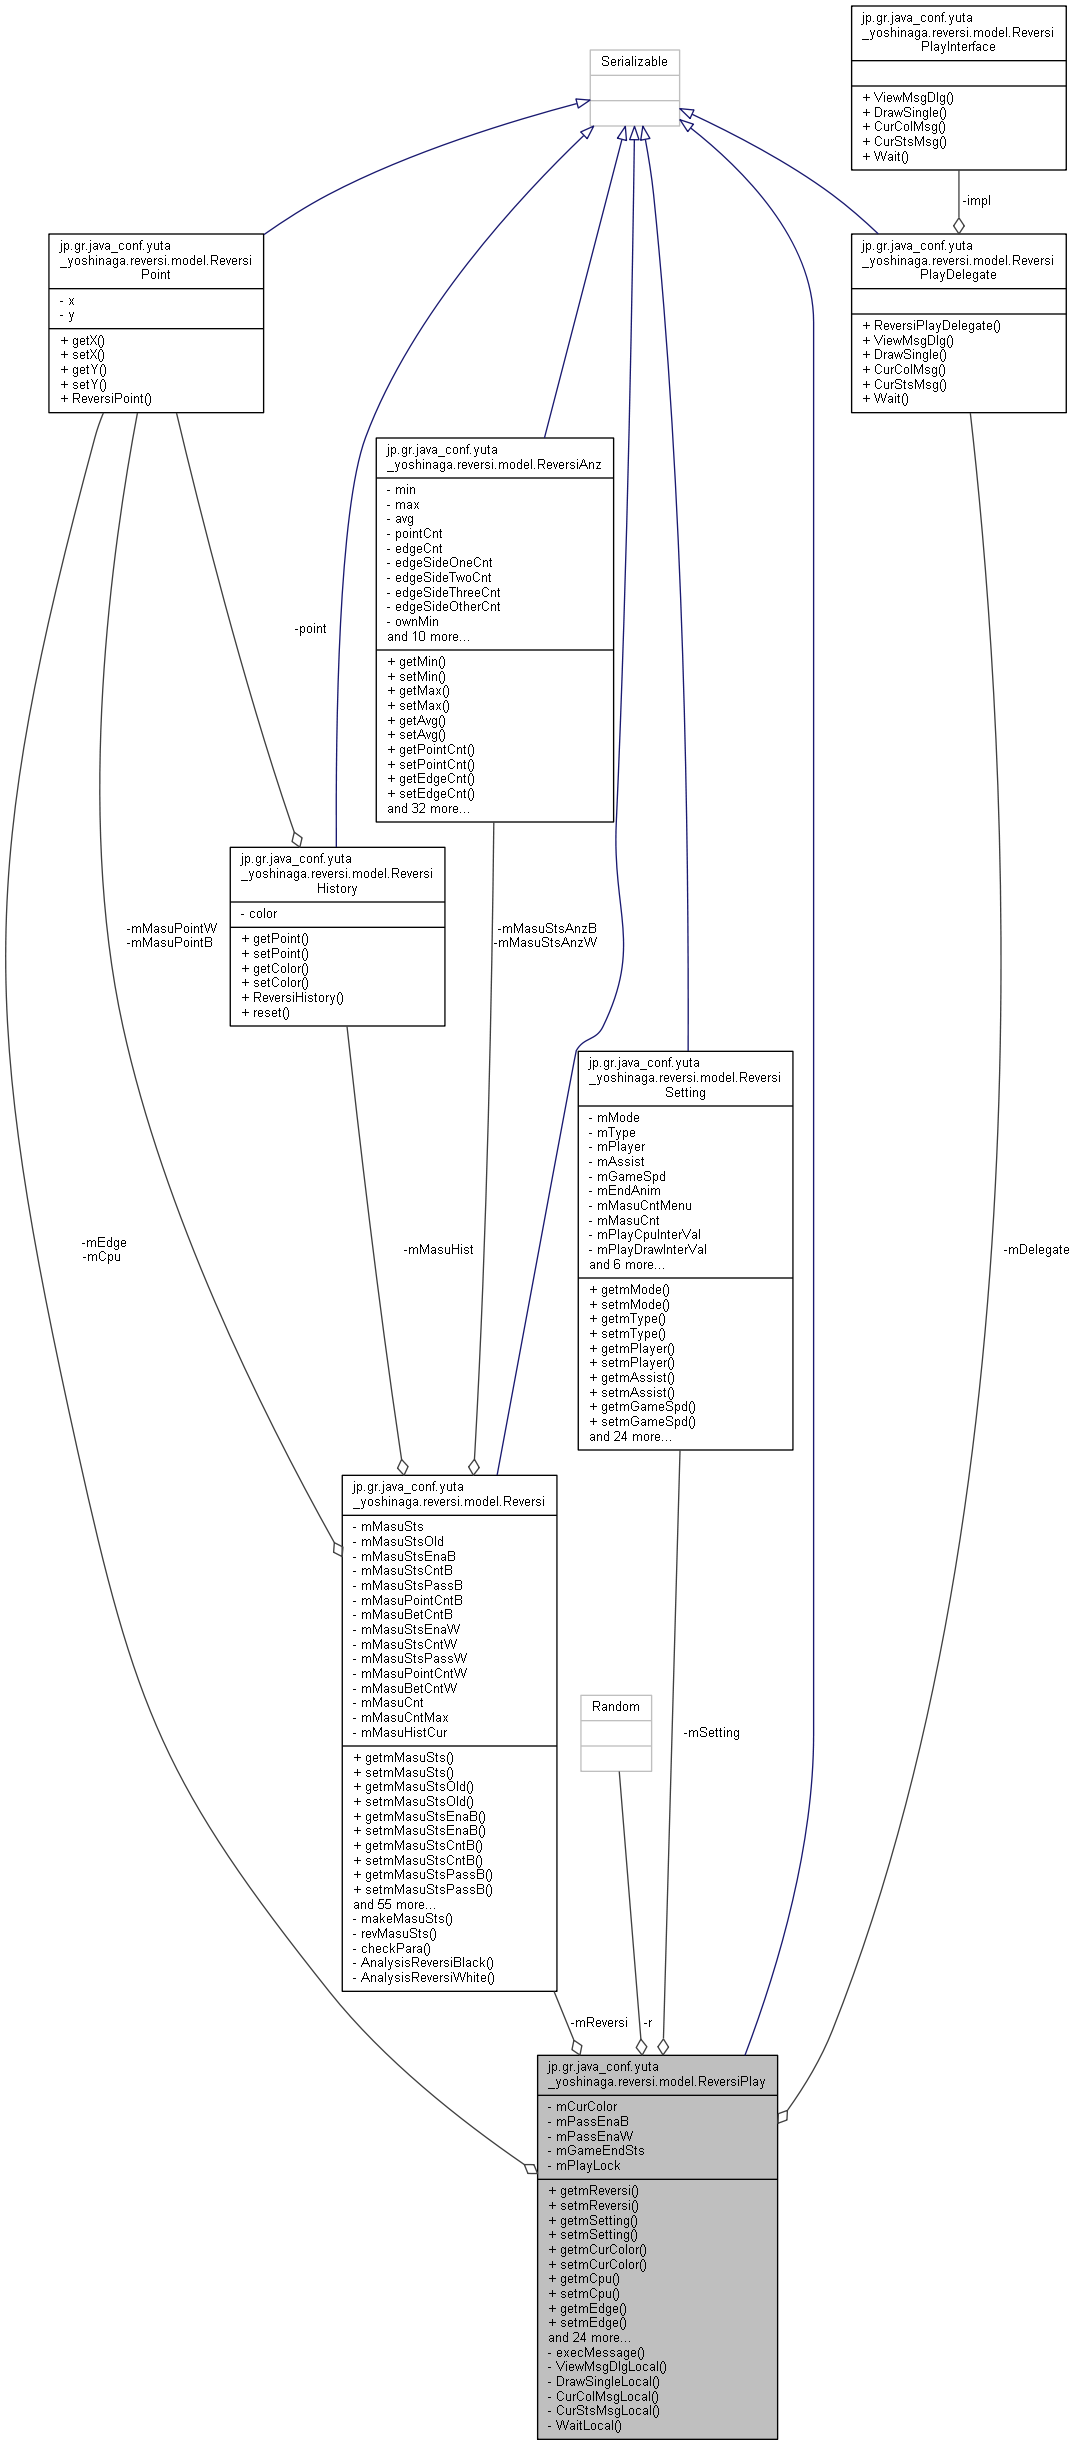 jp.gr.java_conf.yuta
_yoshinaga.reversi.model.Reversi
PlayInterface
+ ViewMsgDlg()
+ DrawSingle()
+ CurColMsg()
+ CurStsMsg()
+ Wait()
Serializable
-impl
jp.gr.java_conf.yuta
_yoshinaga.reversi.model.Reversi
Point
- x
- y
+ getX()
+ setX()
+ getY()
+ setY()
+ ReversiPoint()
jp.gr.java_conf.yuta
_yoshinaga.reversi.model.Reversi
PlayDelegate
+ ReversiPlayDelegate()
+ ViewMsgDlg()
+ DrawSingle()
+ CurColMsg()
+ CurStsMsg()
+ Wait()
jp.gr.java_conf.yuta
_yoshinaga.reversi.model.ReversiAnz
- min
- max
- avg
- pointCnt
- edgeCnt
- edgeSideOneCnt
- edgeSideTwoCnt
- edgeSideThreeCnt
- edgeSideOtherCnt
- ownMin
and 10 more...
+ getMin()
+ setMin()
+ getMax()
+ setMax()
+ getAvg()
+ setAvg()
+ getPointCnt()
+ setPointCnt()
+ getEdgeCnt()
+ setEdgeCnt()
and 32 more...
-point
jp.gr.java_conf.yuta
_yoshinaga.reversi.model.Reversi
History
- color
+ getPoint()
+ setPoint()
+ getColor()
+ setColor()
+ ReversiHistory()
+ reset()
-mMasuPointW
-mMasuPointB
-mMasuStsAnzB
-mMasuStsAnzW
jp.gr.java_conf.yuta
_yoshinaga.reversi.model.Reversi
Setting
- mMode
- mType
- mPlayer
- mAssist
- mGameSpd
- mEndAnim
- mMasuCntMenu
- mMasuCnt
- mPlayCpuInterVal
- mPlayDrawInterVal
and 6 more...
+ getmMode()
+ setmMode()
+ getmType()
+ setmType()
+ getmPlayer()
+ setmPlayer()
+ getmAssist()
+ setmAssist()
+ getmGameSpd()
+ setmGameSpd()
and 24 more...
-mEdge
-mCpu
-mMasuHist
-mDelegate
jp.gr.java_conf.yuta
_yoshinaga.reversi.model.Reversi
- mMasuSts
- mMasuStsOld
- mMasuStsEnaB
- mMasuStsCntB
- mMasuStsPassB
- mMasuPointCntB
- mMasuBetCntB
- mMasuStsEnaW
- mMasuStsCntW
- mMasuStsPassW
- mMasuPointCntW
- mMasuBetCntW
- mMasuCnt
- mMasuCntMax
- mMasuHistCur
+ getmMasuSts()
+ setmMasuSts()
+ getmMasuStsOld()
+ setmMasuStsOld()
+ getmMasuStsEnaB()
+ setmMasuStsEnaB()
+ getmMasuStsCntB()
+ setmMasuStsCntB()
+ getmMasuStsPassB()
+ setmMasuStsPassB()
and 55 more...
- makeMasuSts()
- revMasuSts()
- checkPara()
- AnalysisReversiBlack()
- AnalysisReversiWhite()
Random
-mSetting
-mReversi
-r
jp.gr.java_conf.yuta
_yoshinaga.reversi.model.ReversiPlay
- mCurColor
- mPassEnaB
- mPassEnaW
- mGameEndSts
- mPlayLock
+ getmReversi()
+ setmReversi()
+ getmSetting()
+ setmSetting()
+ getmCurColor()
+ setmCurColor()
+ getmCpu()
+ setmCpu()
+ getmEdge()
+ setmEdge()
and 24 more...
- execMessage()
- ViewMsgDlgLocal()
- DrawSingleLocal()
- CurColMsgLocal()
- CurStsMsgLocal()
- WaitLocal()